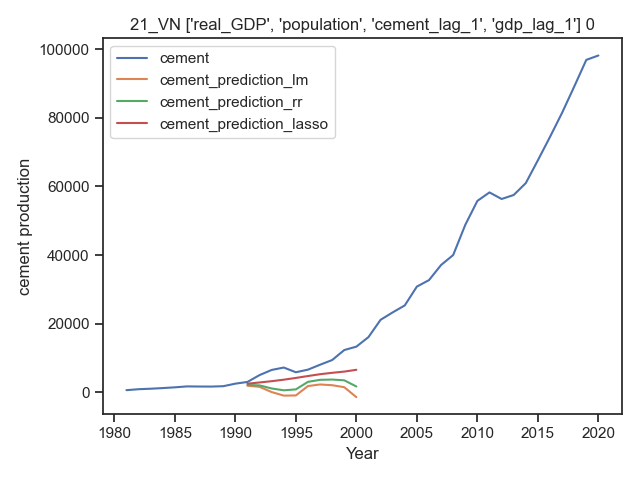 21_VN ['real_GDP', 'population', 'cement_lag_1', 'gdp_lag_1'] 0
cement
cement_prediction_lm
cement_prediction_rr
cement_prediction_lasso
cement production
100000
80000
60000
40000
20000
0
1980 1985 1990 1995 2000 2005 2010 2015 2020
Year